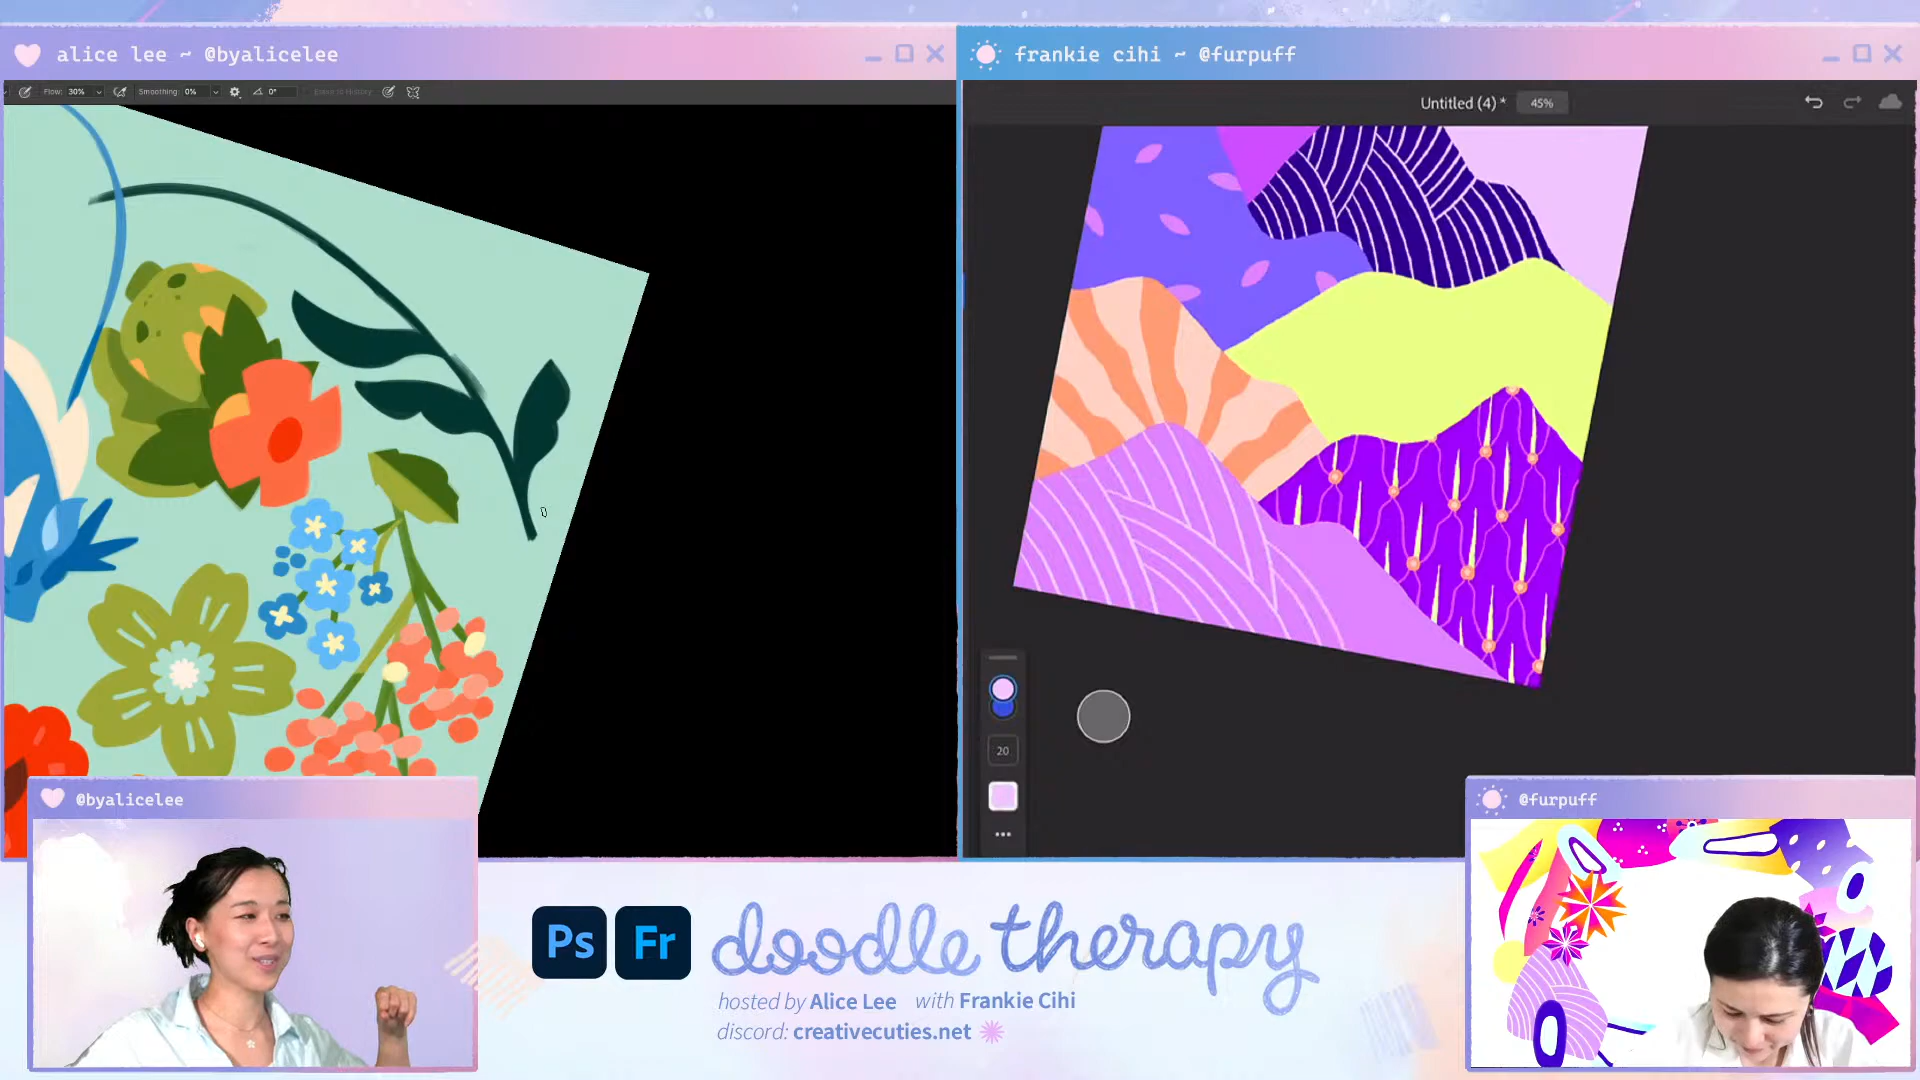 alice lee ~ @byalicelee
frankie cihi ~ @furpuff
Flow: 30%
Smoothing: 0%
0°
Untitled (4) *
45%
20
@byalicelee
@furpuff
Ps
Fr
doodle therapy
hosted by Alice Lee with Frankie Cihi
discord: creativecuties.net